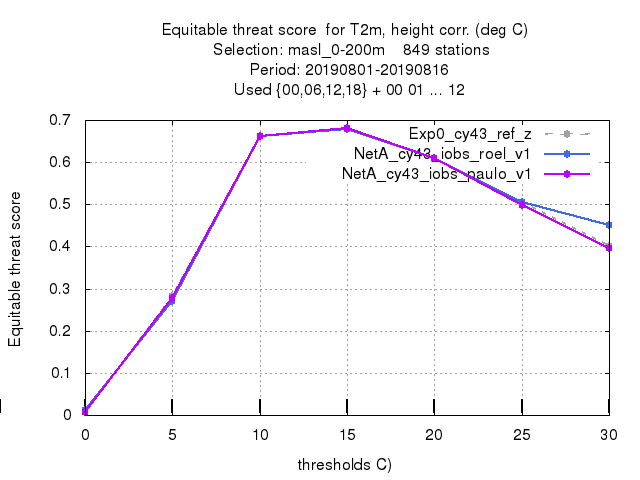 Equitable threat score  for T2m, height corr. (deg C)
Selection: masl_0-200m    849 stations
Period: 20190801-20190816
Used {00,06,12,18} + 00 01 ... 12
Exp0_cy43_ref_z
NetA_cy43_iobs_roel_v1
NetA_cy43_iobs_paulo_v1
Equitable threat score
0.7
0.6
0.5
0.4
0.3
0.2
0.1
0
0 5 10 15 20 25 30
thresholds C)